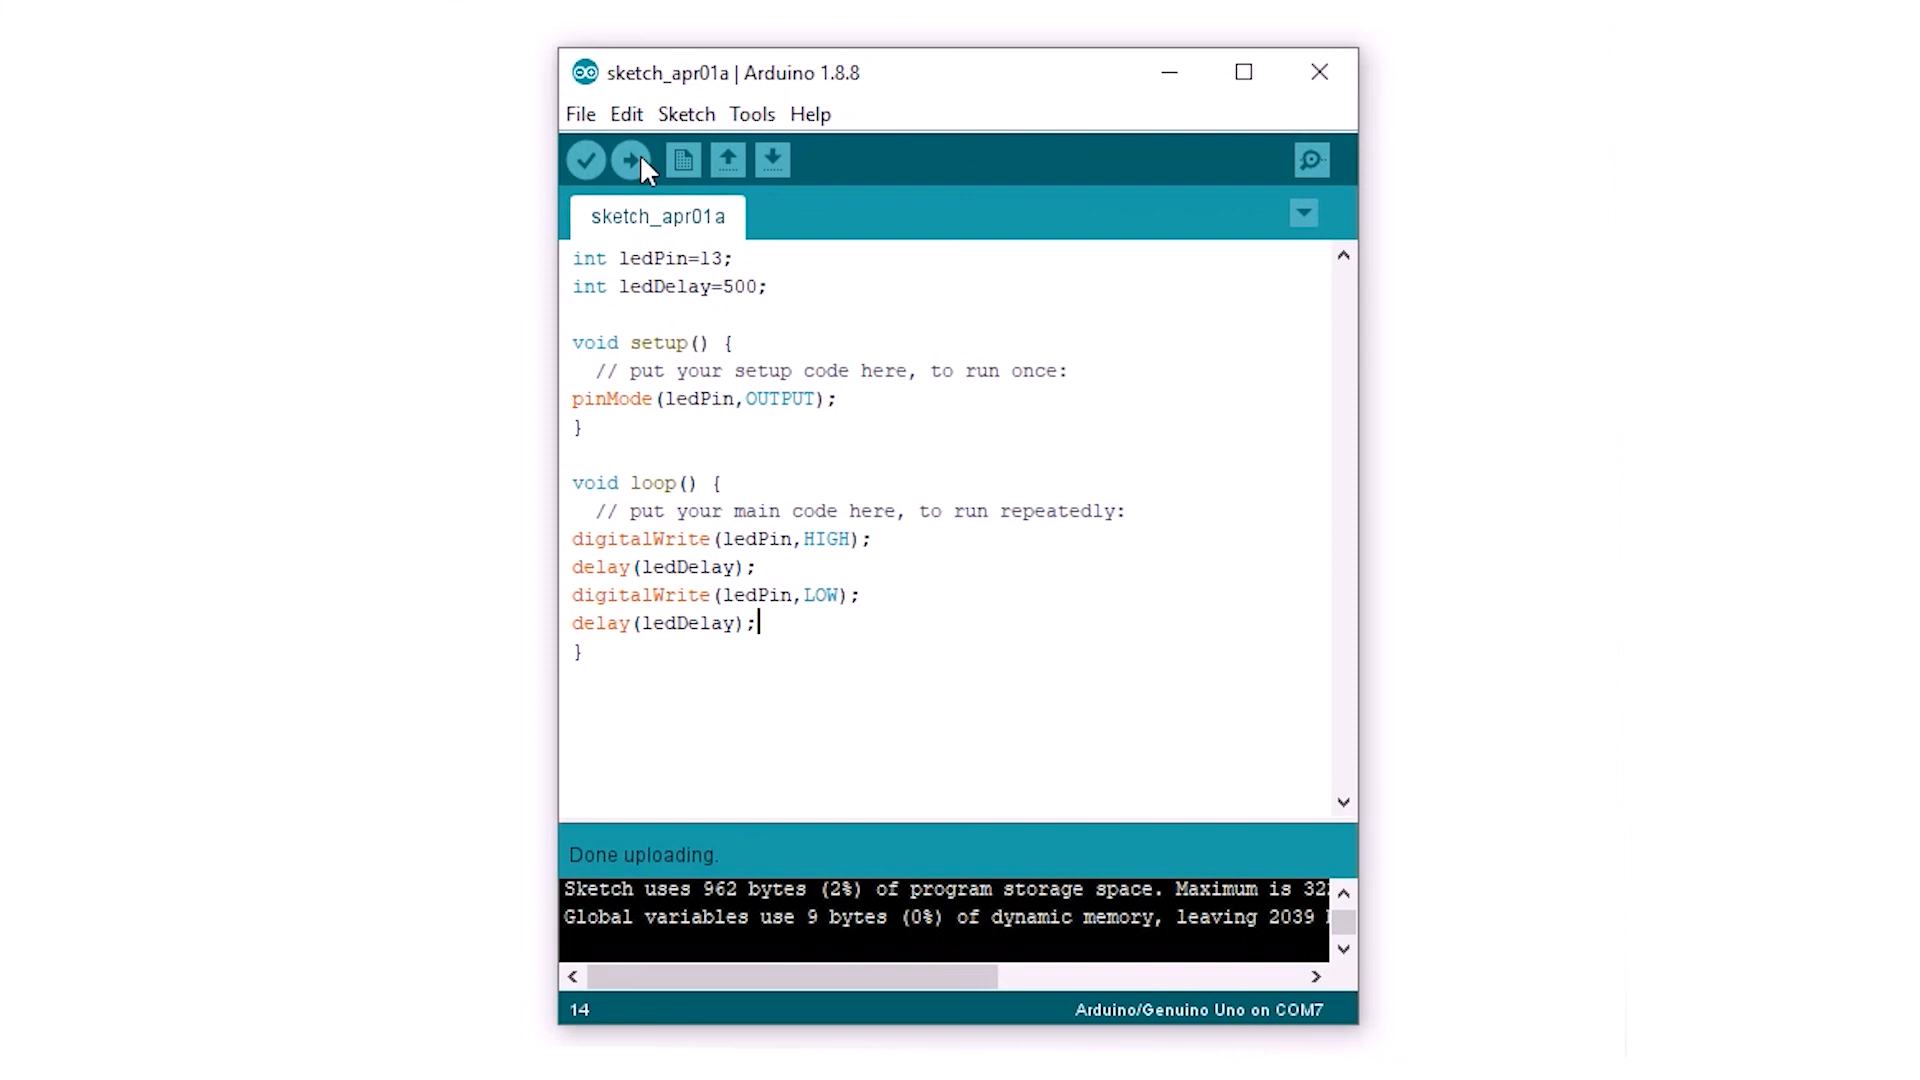 sketch_apr01a | Arduino 1.8.8
File Edit Sketch Tools Help
sketch_apr01a
int ledPin=13;
int ledDelay=500;
void setup() {
// put your setup code here, to run once:
pinMode(ledPin,OUTPUT);
}
void loop() {
// put your main code here, to run repeatedly:
digitalWrite(ledPin,HIGH);
delay(ledDelay);
digitalWrite(ledPin,LOW);
delay(ledDelay);
}
Done uploading.
Sketch uses 962 bytes (2%) of program storage space. Maximum is
Global variables use 9 bytes (0%) of dynamic memory, leaving 2039
14
Arduino/Genuino Uno on COM7